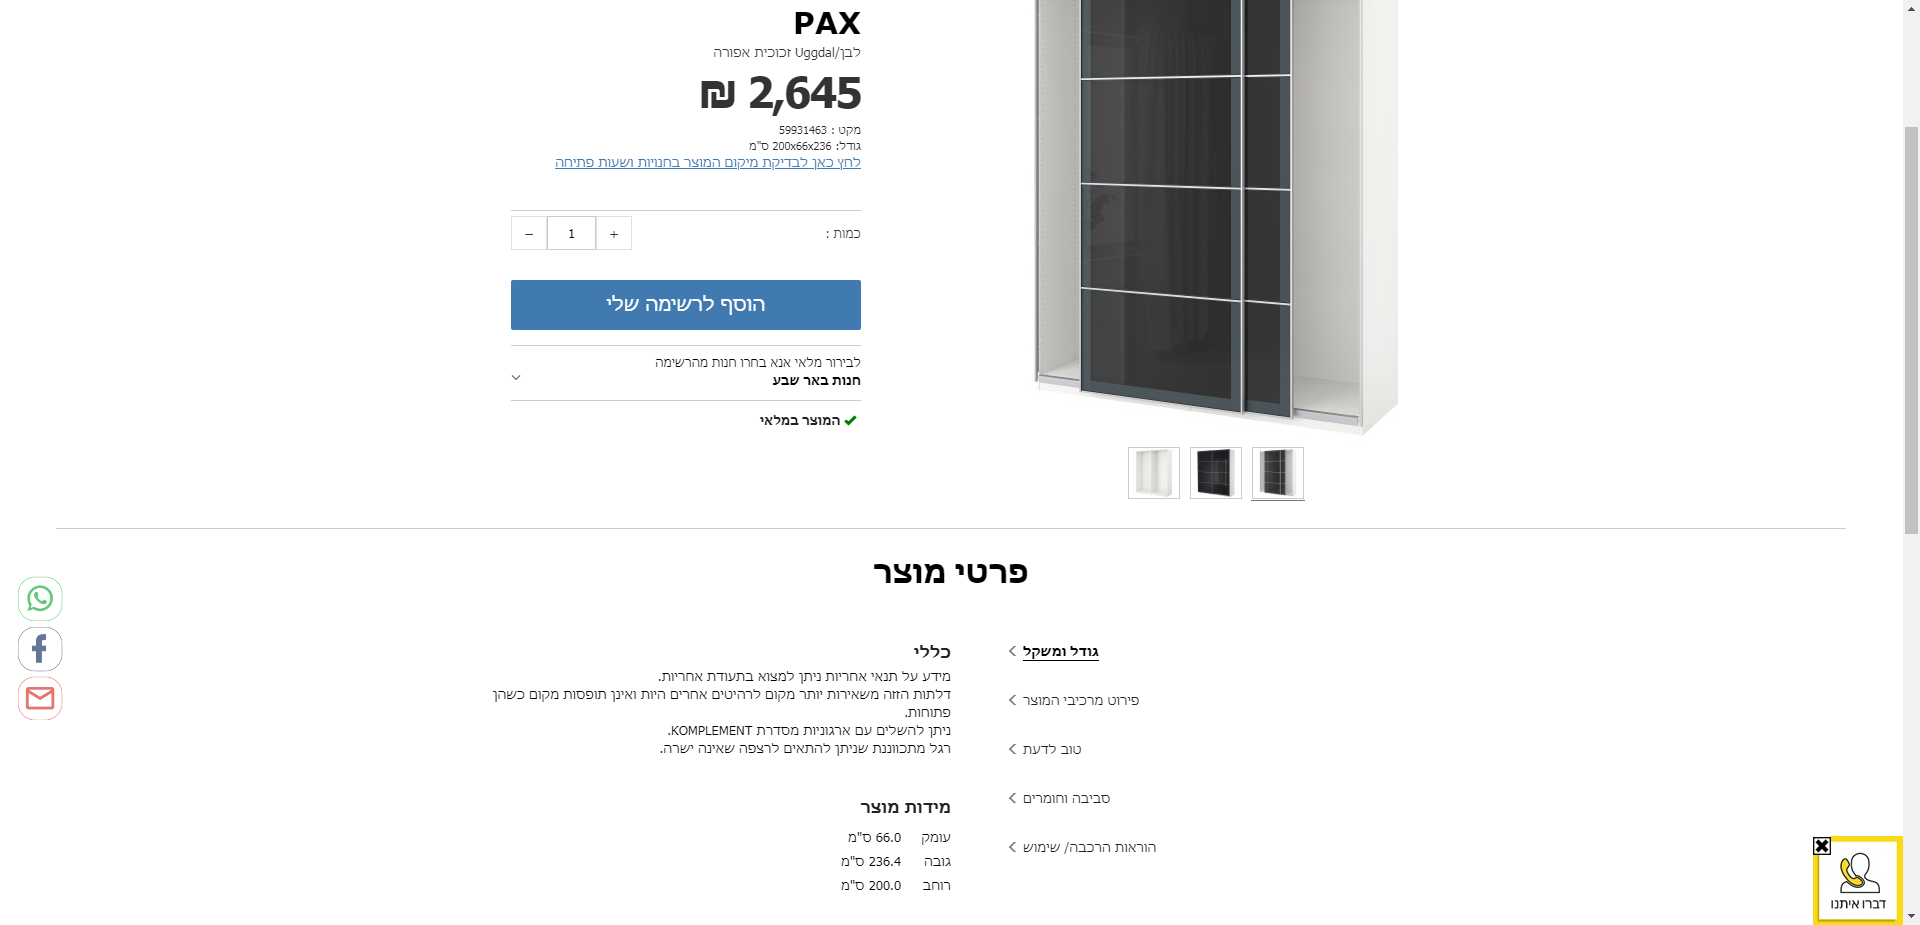 PAX
לבן/Uggdal זכוכית אפורה
2,645 ₪
מקט : 59931463
גודל: 200x66x236 ס"מ
לחץ כאן לבדיקת מיקום המוצר בחנויות ושעות פתיחה
כמות :
+ 1 −
הוסף לרשימה שלי
לבירור מלאי אנא בחרו חנות מהרשימה
חנות באר שבע
המוצר במלאי
פרטי מוצר
גודל ומשקל
פירוט מרכיבי המוצר
טוב לדעת
סביבה וחומרים
הוראות הרכבה/ שימוש
כללי
מידע על תנאי אחריות ניתן למצוא בתעודת אחריות.
דלתות הזזה משאירות יותר מקום לרהיטים אחרים היות ואינן תופסות מקום כשהן
פתוחות.
ניתן להשלים עם ארגוניות מסדרת KOMPLEMENT.
רגל מתכווננת שניתן להתאים לרצפה שאינה ישרה.
מידות מוצר
עומק 66.0 ס"מ
גובה 236.4 ס"מ
רוחב 200.0 ס"מ
דברו איתנו